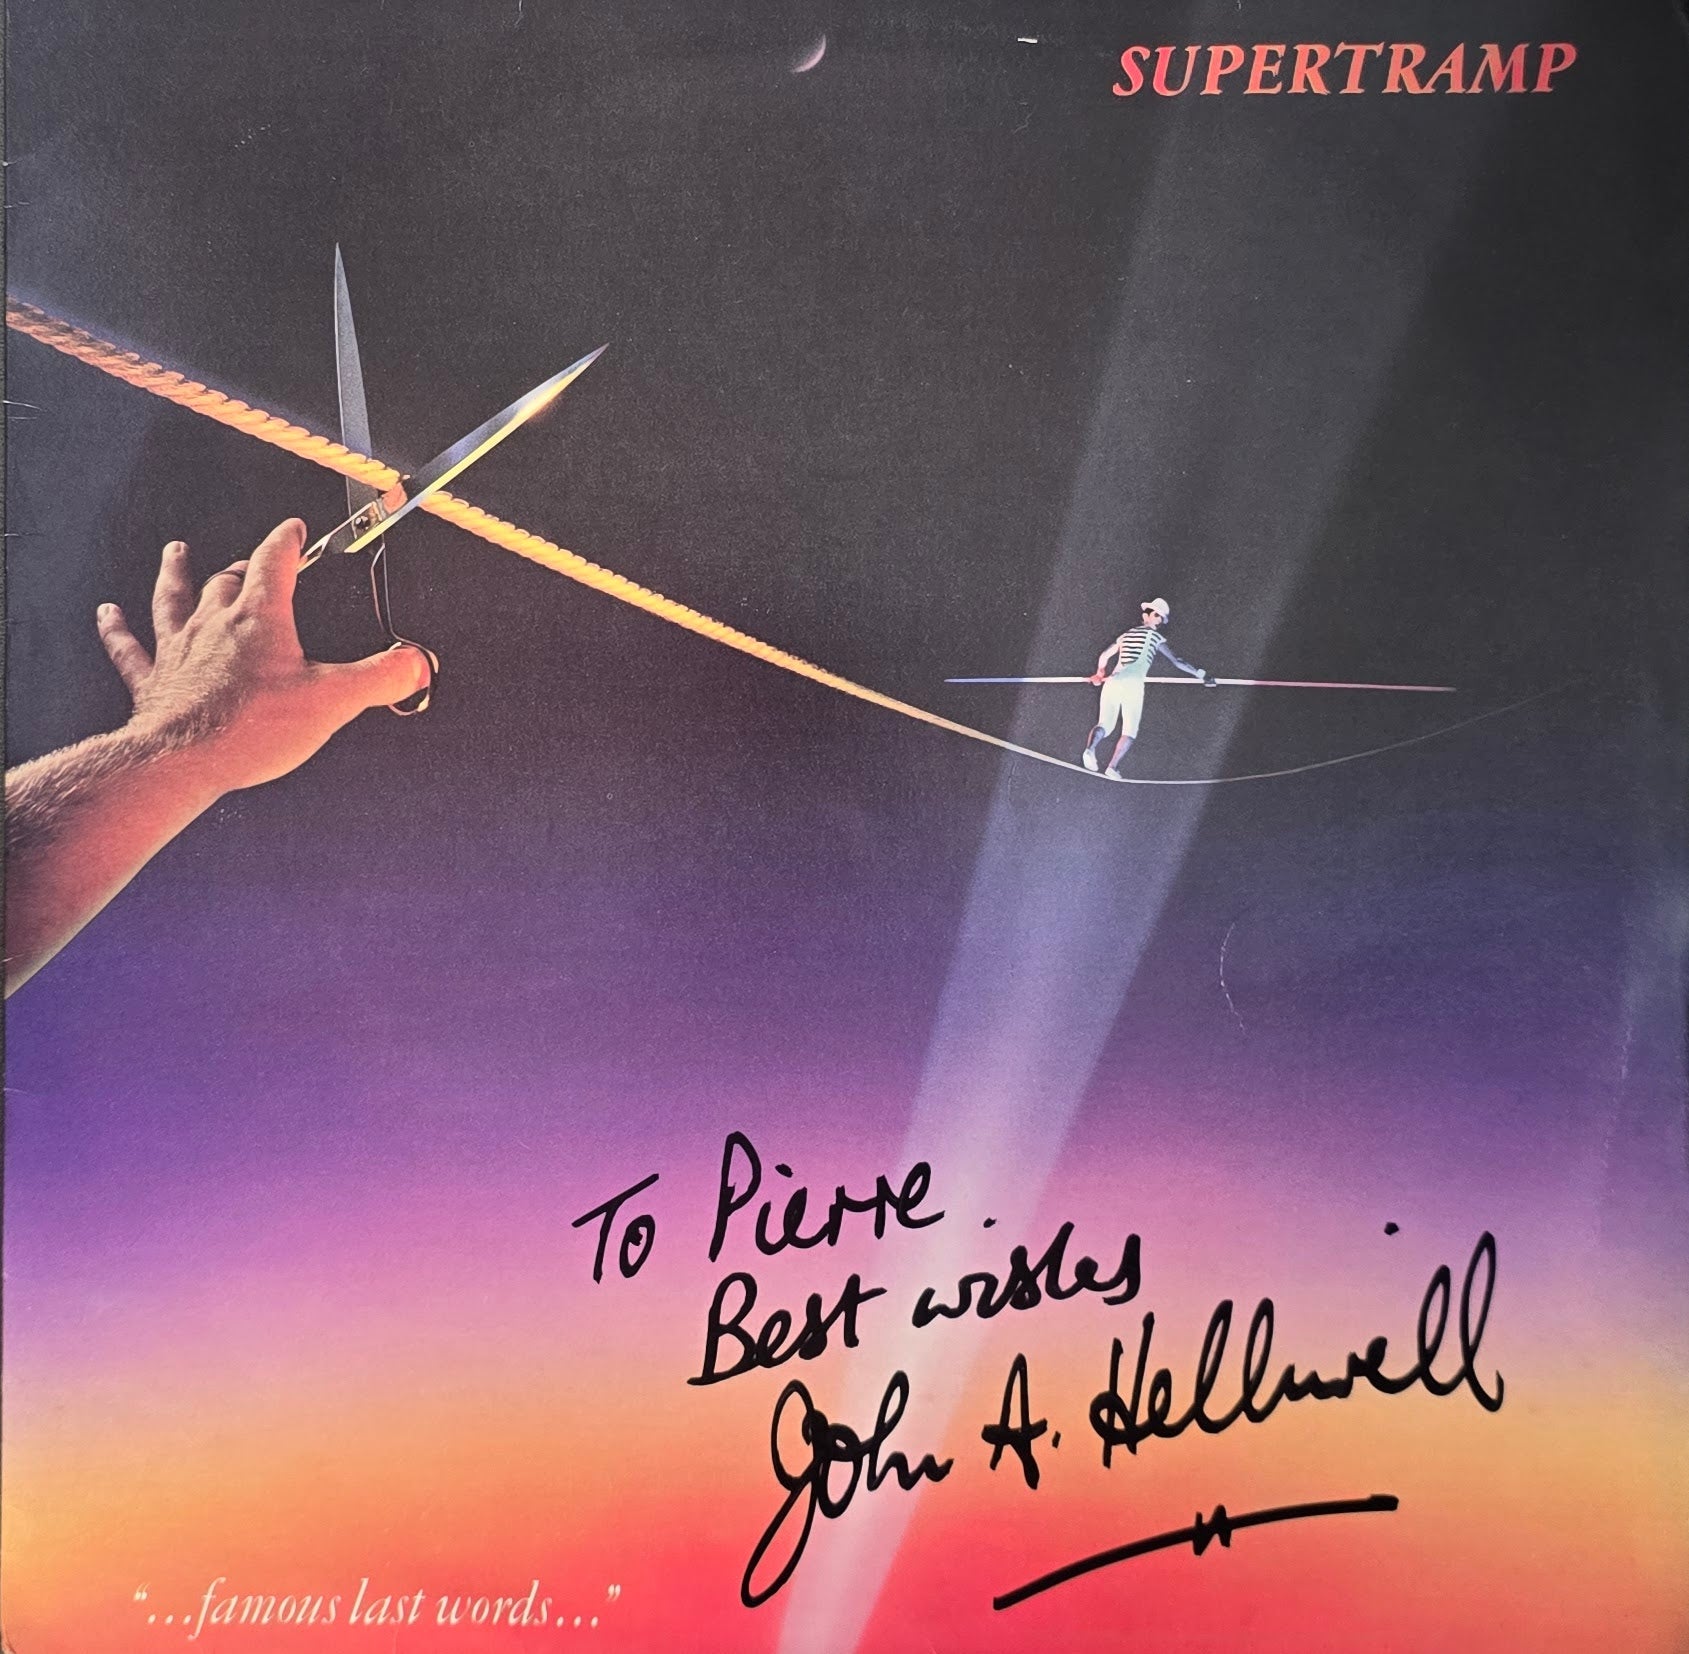 SUPERTRAMP
To Pierre.
Best wishes
John A. Helliwell
“...famous last words...”